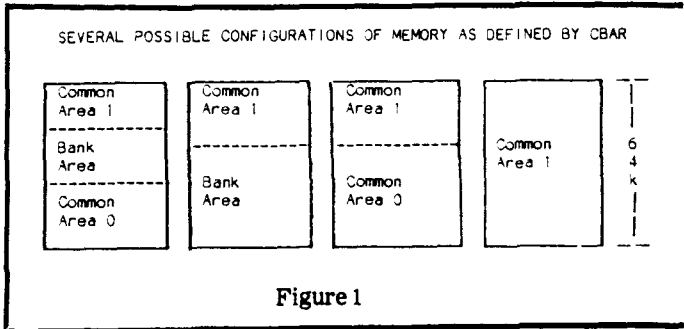 SEVERAL POSSIBLE CONFIGURATIONS OF MEMORY AS DEFINED BY CBAR
Common
Area 1
Bank
Area
Common
Area 0
Common
Area 1
Bank
Area
Common
Area 1
Common
Area 0
Common
Area 1
6
4
k
Figure 1